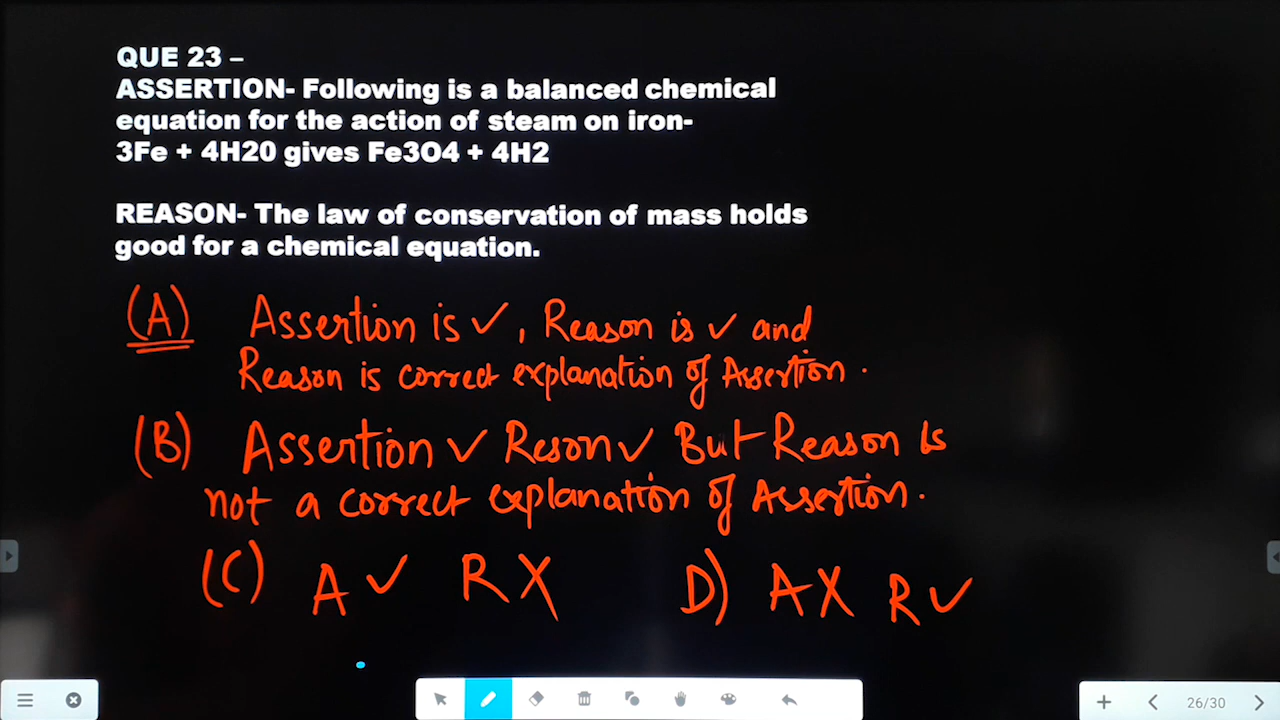 QUE 23 –
ASSERTION- Following is a balanced chemical
equation for the action of steam on iron-
3Fe + 4H20 gives Fe3O4 + 4H2
REASON- The law of conservation of mass holds
good for a chemical equation.
(A) Assertion is ✓, Reason is ✓ and
Reason is correct explanation of Assertion.
(B) Assertion ✓ Reson ✓ But Reason is
not a correct explanation of Assertion.
(C) A ✓ R X D) A X R ✓
26/30